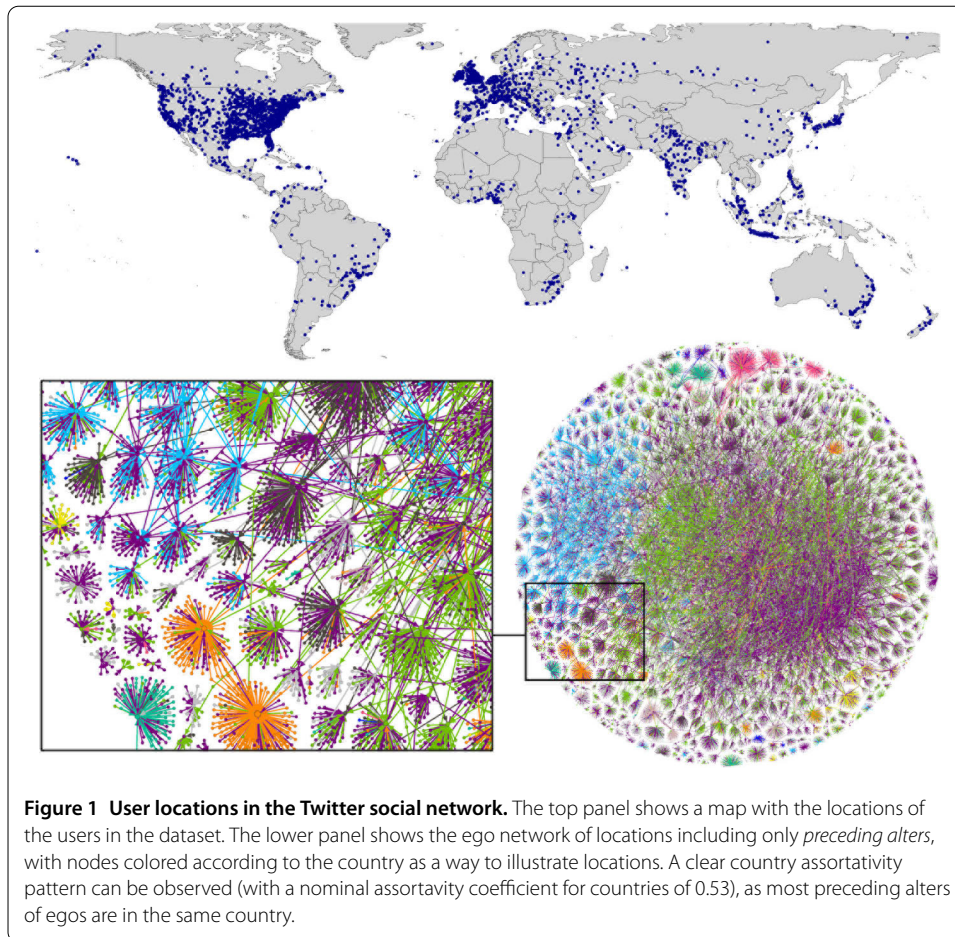 Figure 1 User locations in the Twitter social network. The top panel shows a map with the locations of
the users in the dataset. The lower panel shows the ego network of locations including only preceding alters,
with nodes colored according to the country as a way to illustrate locations. A clear country assortativity
pattern can be observed (with a nominal assortavity coefficient for countries of 0.53), as most preceding alters
of egos are in the same country.